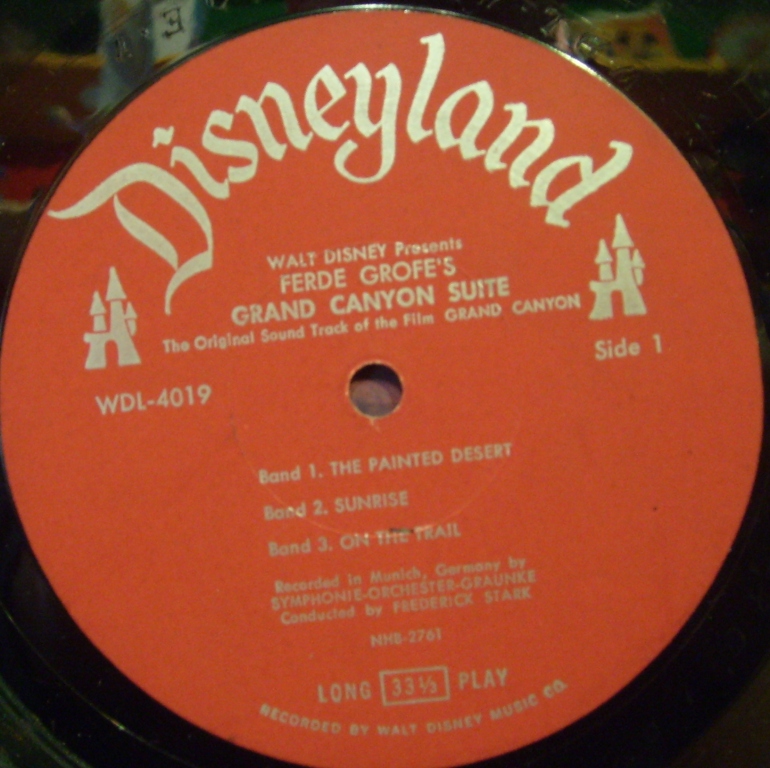 Disneyland
WALT DISNEY Presents
FERDE GROFE'S
GRAND CANYON SUITE
The Original Sound Track of the Film GRAND CANYON
Side 1
WDL-4019
Band 1. THE PAINTED DESERT
Band 2. SUNRISE
Band 3. ON THE TRAIL
Recorded in Munich, Germany by
SYMPHONIE-ORCHESTER-GRAUNKE
Conducted by FREDERICK STARK
NHB-2761
LONG 33⅓ PLAY
RECORDED BY WALT DISNEY MUSIC CO.